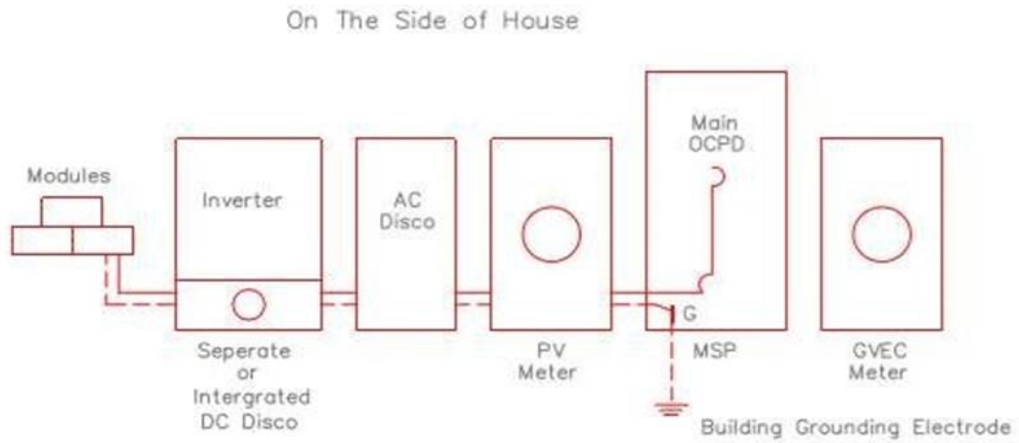 On The Side of House
Main
OCPD
Modules
Inverter
AC
Disco
G
Seperate
or
Intergrated
DC Disco
PV
Meter
MSP
GVEC
Meter
Building Grounding Electrode